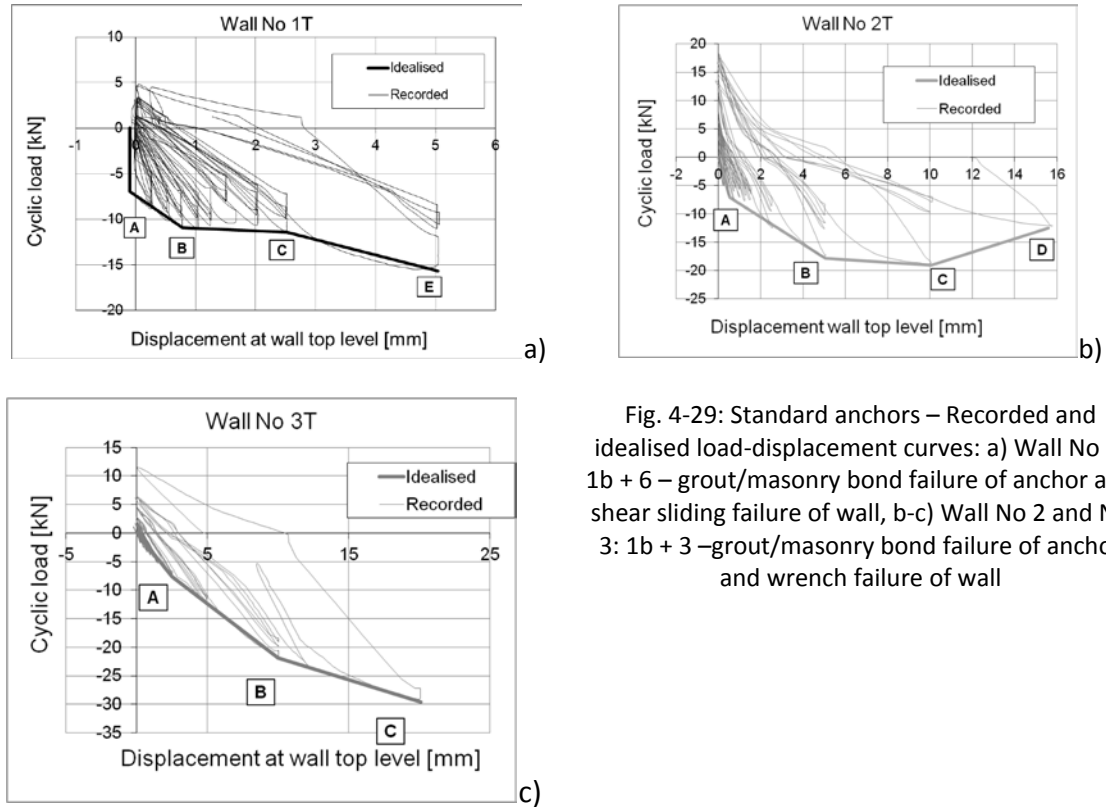 Wall No 1T
10
5
0
-5
-10
-15
-20
-1 0 1 2 3 4 5 6
Cyclic load [kN]
Idealised
Recorded
A
B
C
E
Displacement at wall top level [mm]
a)
Wall No 2T
20
15
10
5
0
-5
-10
-15
-20
-25
0 2 4 6 8 10 12 14 16
Cyclic load [kN]
Idealised
Recorded
A
B
C
D
Displacement wall top level [mm]
b)
Wall No 3T
15
10
5
0
-5
-10
-15
-20
-25
-30
-35
-5 5 15 25
Cyclic load [kN]
Idealised
Recorded
A
B
C
Displacement at wall top level [mm]
c)
Fig. 4-29: Standard anchors – Recorded and
idealised load-displacement curves: a) Wall No
1b + 6 – grout/masonry bond failure of anchor
shear sliding failure of wall, b-c) Wall No 2 and
3: 1b + 3 –grout/masonry bond failure of
and wrench failure of wall